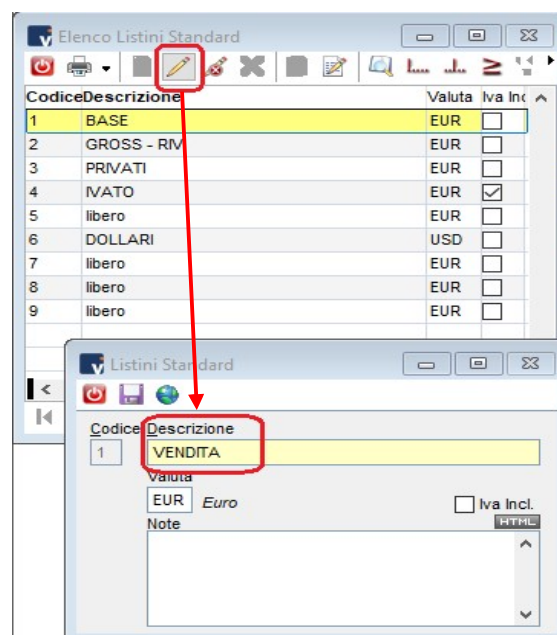 Elenco Listini Standard
Codice Descrizione Valuta Iva Inc
1 BASE EUR
2 GROSS - RIV EUR
3 PRIVATI EUR
4 IVATO EUR
5 libero EUR
6 DOLLARI USD
7 libero EUR
8 libero EUR
9 libero EUR
Listini Standard
Codice Descrizione
1 VENDITA
Valuta
EUR Euro Iva Incl.
Note HTML